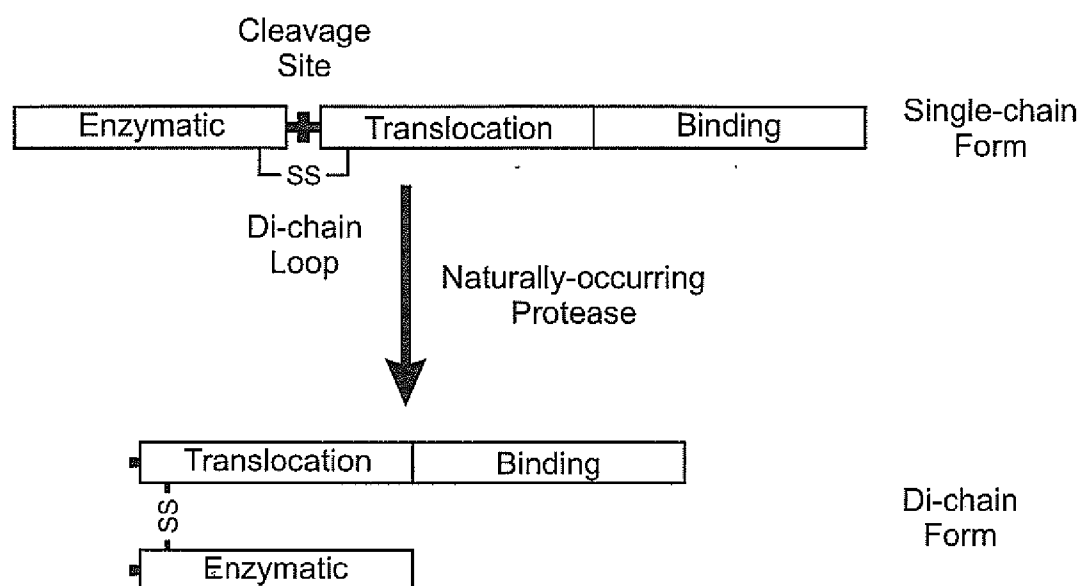 Cleavage
Site
Enzymatic
Translocation
Binding
Single-chain
Form
SS
Di-chain
Loop
Naturally-occurring
Protease
Translocation
Binding
SS
Di-chain
Form
Enzymatic